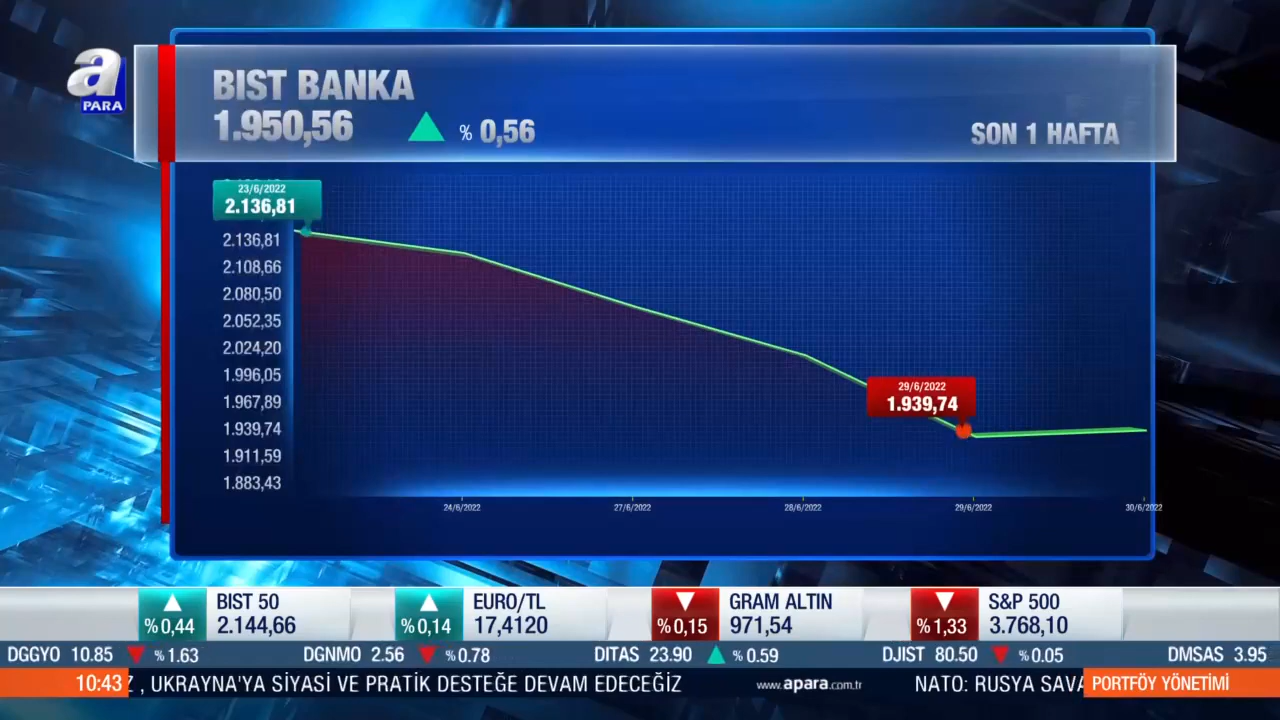 a
PARA
BIST BANKA
1.950,56
% 0,56
SON 1 HAFTA
23/6/2022
2.136,81
2.136,81
2.108,66
2.080,50
2.052,35
2.024,20
1.996,05
1.967,89
1.939,74
1.911,59
1.883,43
29/6/2022
1.939,74
24/6/2022
27/6/2022
28/6/2022
29/6/2022
30/6/2022
% 0,44
BIST 50
2.144,66
% 0,14
EURO/TL
17,4120
% 0,15
GRAM ALTIN
971,54
% 1,33
S&P 500
3.768,10
DGGYO 10.85 % 1.63 DGNMO 2.56 % 0.78 DITAS 23.90 % 0.59 DJIST 80.50 % 0.05 DMSAS 3.95
10:43 Z , UKRAYNA'YA SİYASİ VE PRATİK DESTEĞE DEVAM EDECEĞİZ www.apara.com.tr NATO: RUSYA SAVA PORTFÖY YÖNETİMİ